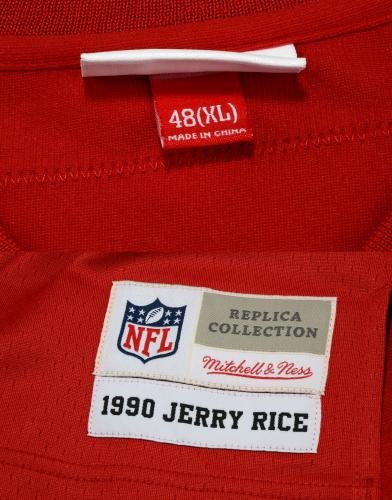 48(XL)
MADE IN CHINA
REPLICA
COLLECTION
NFL
Mitchell & Ness
1990 JERRY RICE